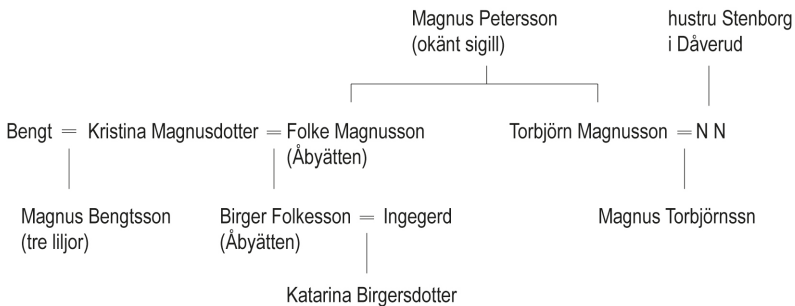 Magnus Petersson
(okänt sigill)
hustru Stenborg
i Dåverud
Bengt = Kristina Magnusdotter = Folke Magnusson
(Åbyätten)
Torbjörn Magnusson = N N
Magnus Bengtsson
(tre liljor)
Birger Folkesson = Ingegerd
(Åbyätten)
Magnus Torbjörnssn
Katarina Birgersdotter